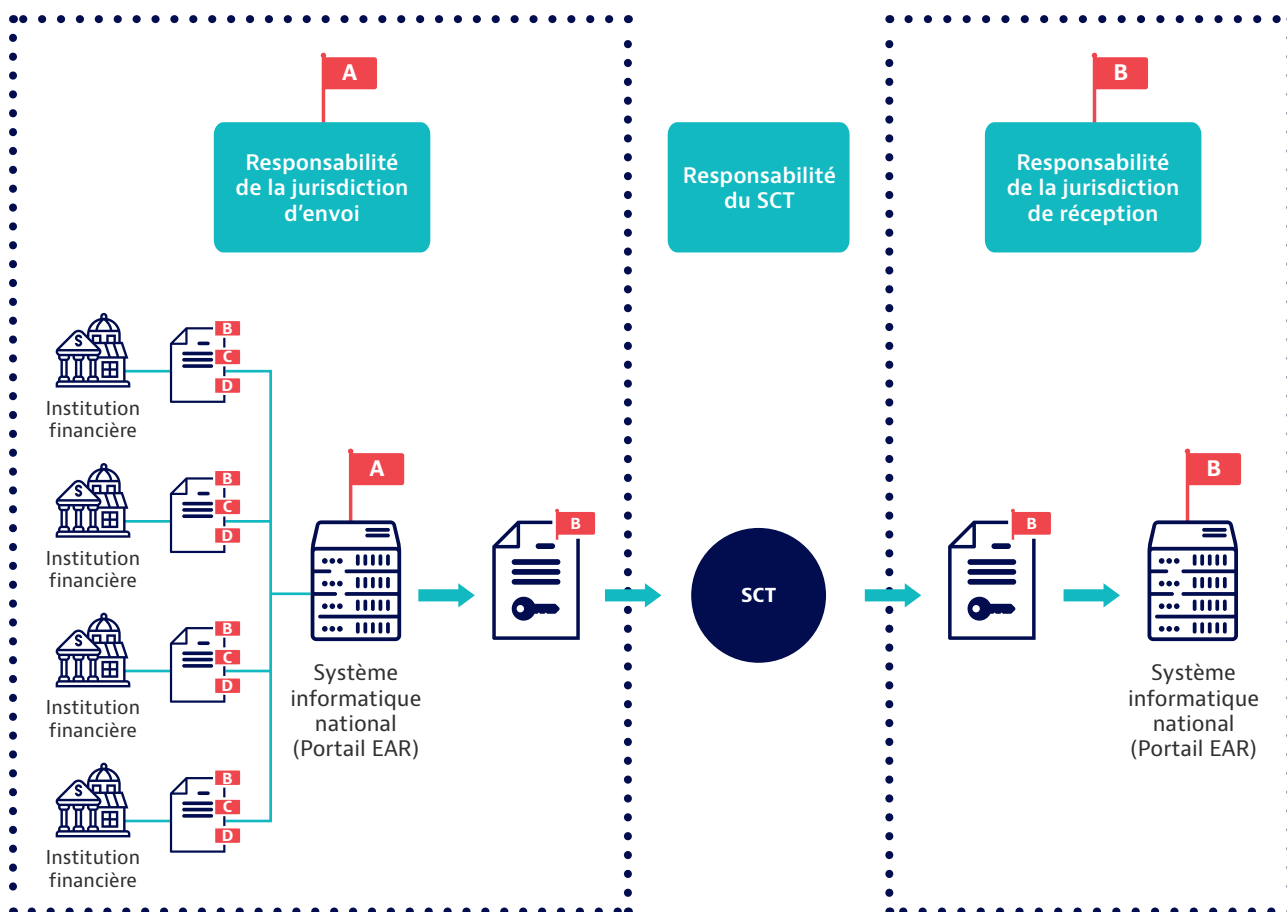 A
Responsabilité
de la jurisdiction
d'envoi
Responsabilité
du SCT
B
Responsabilité
de la jurisdiction
de réception
B
C
D
Institution
financière
B
C
D
Institution
financière
B
C
D
Institution
financière
B
C
D
Institution
financière
A
Système
informatique
national
(Portail EAR)
B
SCT
B
B
Système
informatique
national
(Portail EAR)